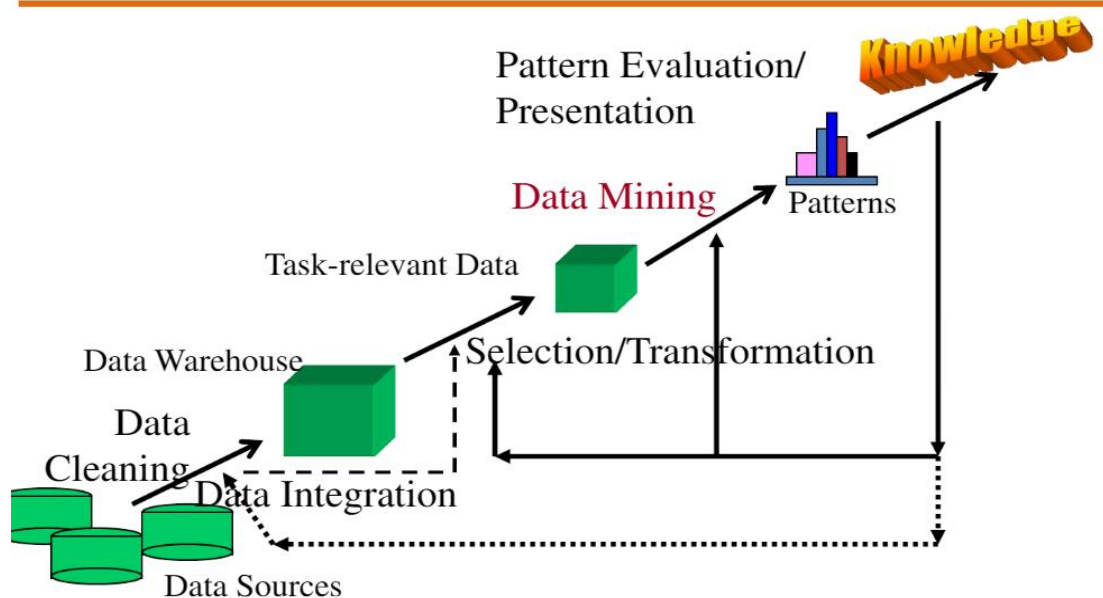 Knowledge
Pattern Evaluation/
Presentation
Data Mining
Patterns
Task-relevant Data
Selection/Transformation
Data Warehouse
Data
Cleaning
Data Integration
Data Sources